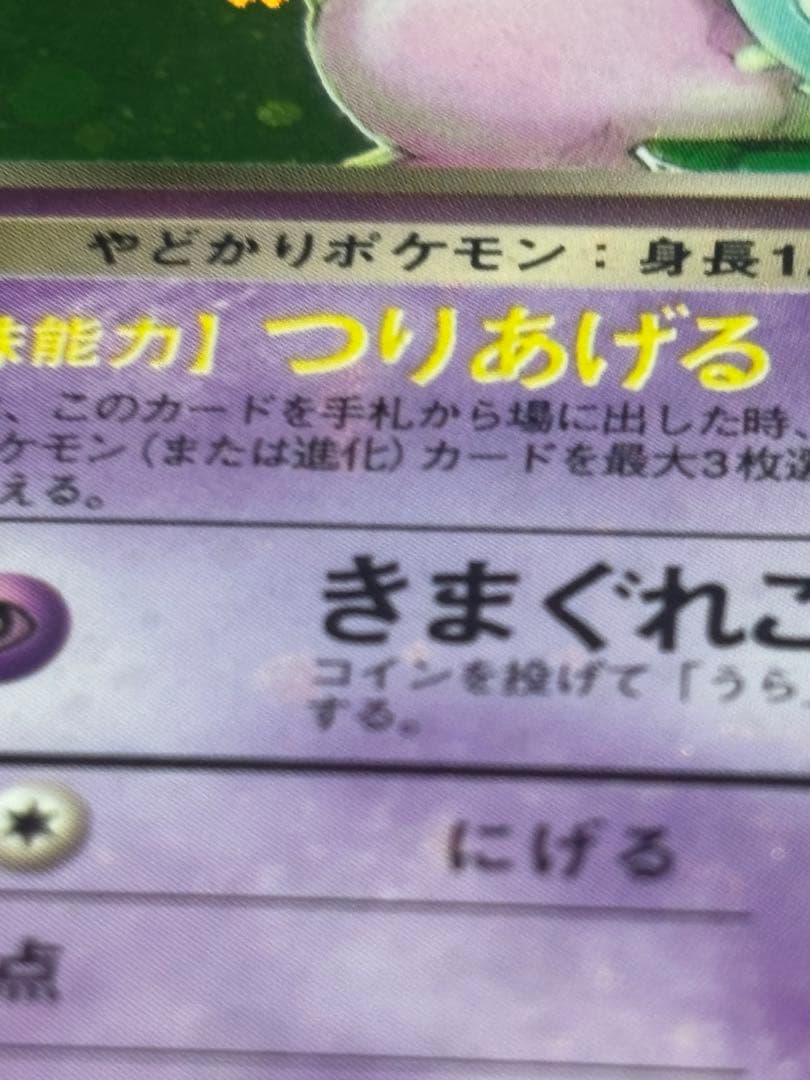 やどかりポケモン：身長1.
能力】 つりあげる
、このカードを手札から場に出した時、
ケモン(または進化)カードを最大3枚選
える。
きまぐれこ
コインを投げて「うら」
する。
にげる
点